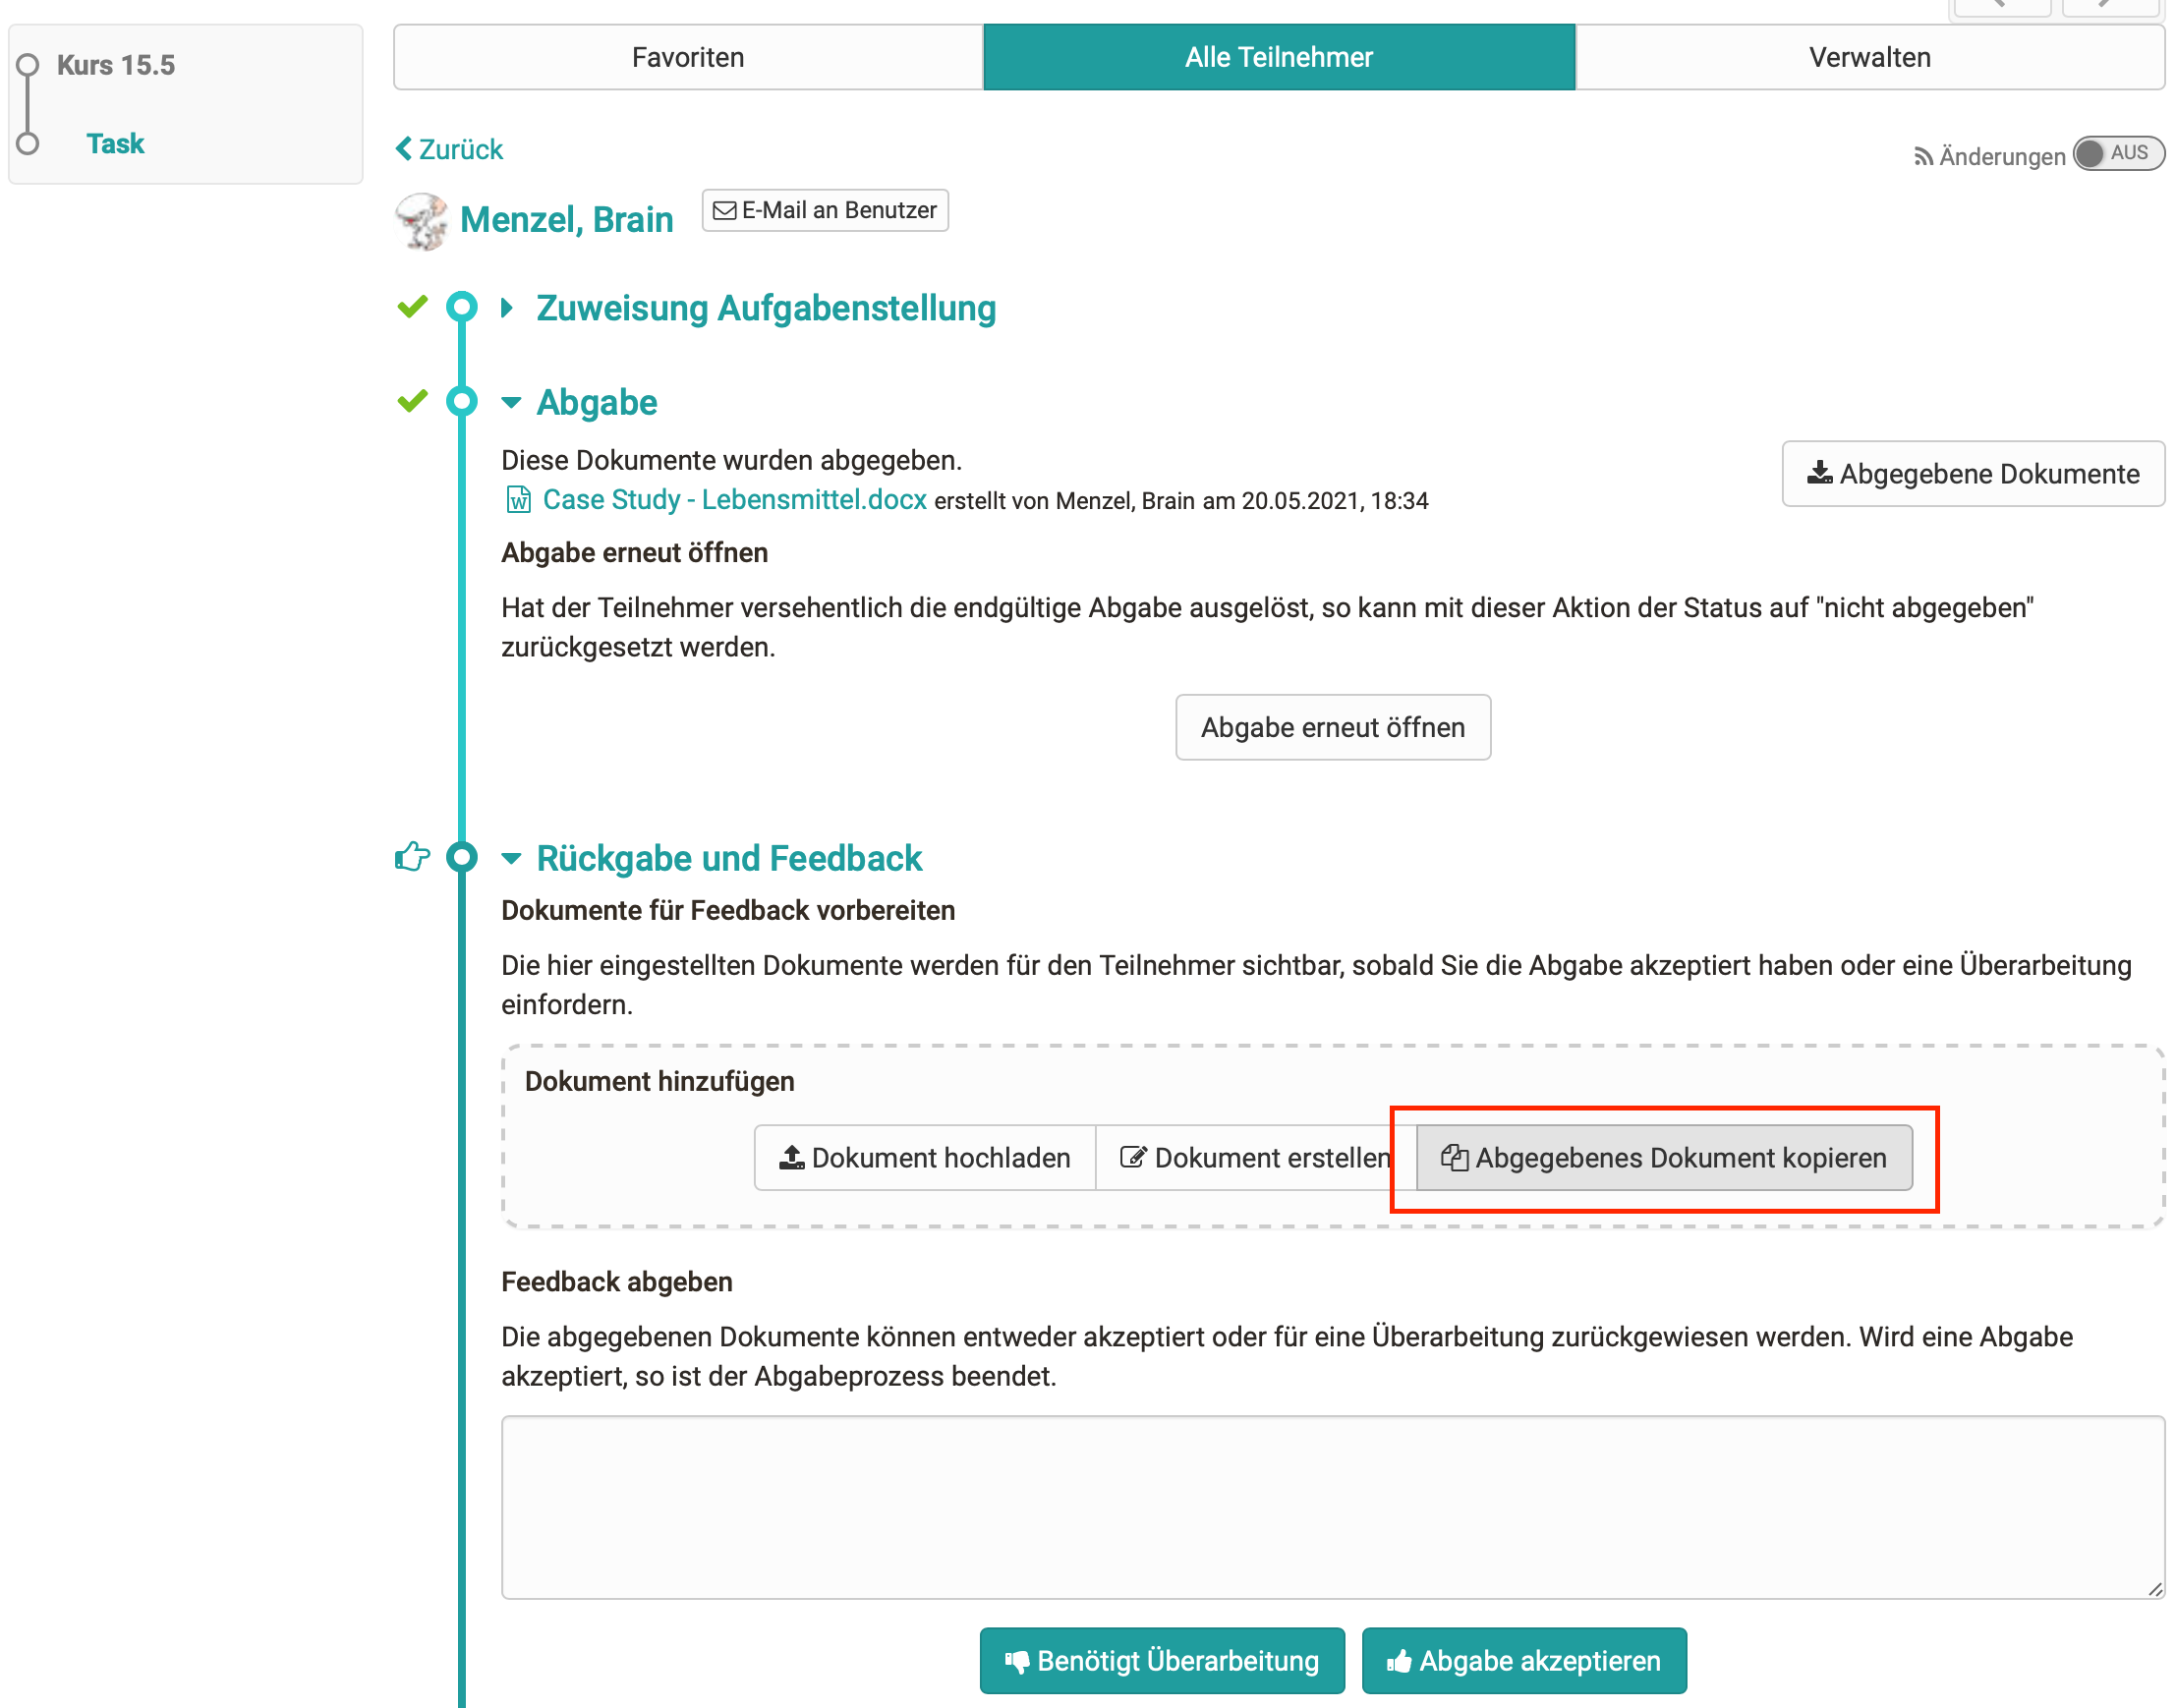 Kurs 15.5
Task
Favoriten
Alle Teilnehmer
Verwalten
Zurück
Änderungen AUS
Menzel, Brain
E-Mail an Benutzer
Zuweisung Aufgabenstellung
Abgabe
Diese Dokumente wurden abgegeben.
Abgegebene Dokumente
Case Study - Lebensmittel.docx erstellt von Menzel, Brain am 20.05.2021, 18:34
Abgabe erneut öffnen
Hat der Teilnehmer versehentlich die endgültige Abgabe ausgelöst, so kann mit dieser Aktion der Status auf "nicht abgegeben"
zurückgesetzt werden.
Abgabe erneut öffnen
Rückgabe und Feedback
Dokumente für Feedback vorbereiten
Die hier eingestellten Dokumente werden für den Teilnehmer sichtbar, sobald Sie die Abgabe akzeptiert haben oder eine Überarbeitung
einfordern.
Dokument hinzufügen
Dokument hochladen
Dokument erstellen
Abgegebenes Dokument kopieren
Feedback abgeben
Die abgegebenen Dokumente können entweder akzeptiert oder für eine Überarbeitung zurückgewiesen werden. Wird eine Abgabe
akzeptiert, so ist der Abgabeprozess beendet.
Benötigt Überarbeitung
Abgabe akzeptieren